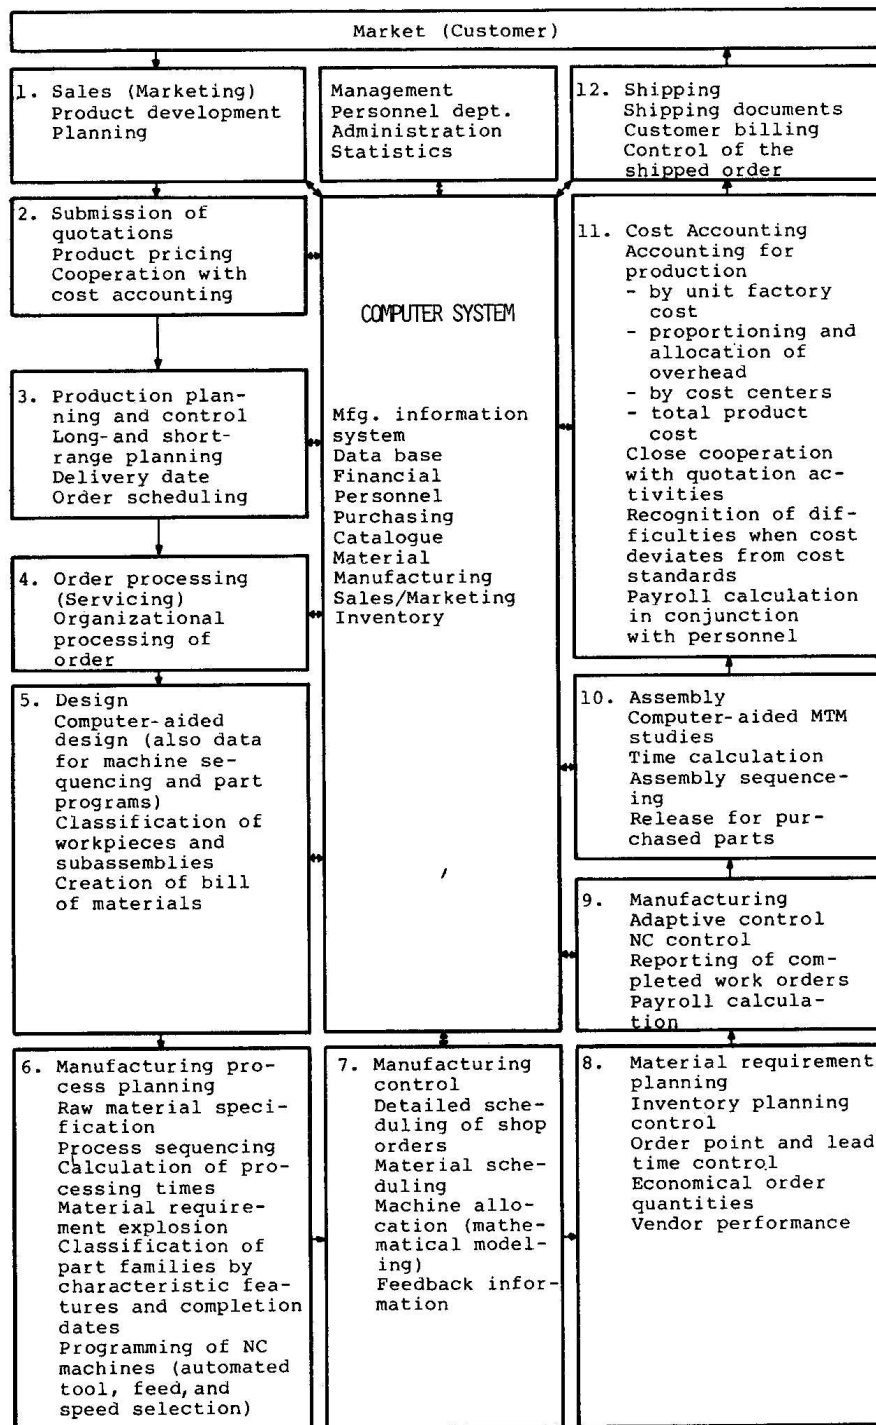 Market (Customer)
1. Sales (Marketing)
Product development
Planning
Management
Personnel dept.
Administration
Statistics
12. Shipping
Shipping documents
Customer billing
Control of the
shipped order
2. Submission of
quotations
Product pricing
Cooperation with
cost accounting
3. Production plan-
ning and control
Long-and short-
range planning
Delivery date
Order scheduling
4. Order processing
(Servicing)
Organizational
processing of
order
5. Design
Computer-aided
design (also data
for machine se-
quencing and part
programs)
Classification of
workpieces and
subassemblies
Creation of bill
of materials
COMPUTER SYSTEM
Mfg. information
system
Data base
Financial
Personnel
Purchasing
Catalogue
Material
Manufacturing
Sales/Marketing
Inventory
11. Cost Accounting
Accounting for
production
- by unit factory
cost
- proportioning and
allocation of
overhead
- by cost centers
- total product
cost
Close cooperation
with quotation ac-
tivities
Recognition of dif-
ficulties when cost
deviates from cost
standards
Payroll calculation
in conjunction
with personnel
10. Assembly
Computer-aided MTM
studies
Time calculation
Assembly sequence-
ing
Release for pur-
chased parts
9. Manufacturing
Adaptive control
NC control
Reporting of com-
pleted work orders
Payroll calcula-
tion
6. Manufacturing pro-
cess planning
Raw material speci-
fication
Process sequencing
Calculation of pro-
cessing times
Material require-
ment explosion
Classification of
part families by
characteristic fea-
tures and completion
dates
Programming of NC
machines (automated
tool, feed, and
speed selection)
7. Manufacturing
control
Detailed sche-
duling of shop
orders
Material sche-
duling
Machine allo-
cation (mathe-
matical model-
ing)
Feedback infor-
mation
8. Material requirement
planning
Inventory planning
control
Order point and lead
time control
Economical order
quantities
Vendor performance